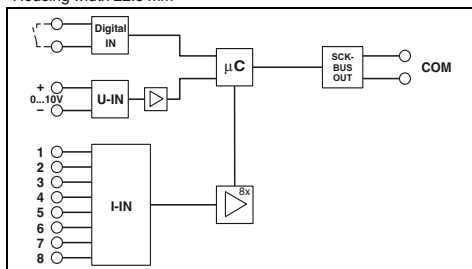 Housing width 22.5 mm
Digital
IN
+
0...10V
−
U-IN
µC
SCK-
BUS
OUT
COM
1
2
3
4
5
6
7
8
I-IN
8x